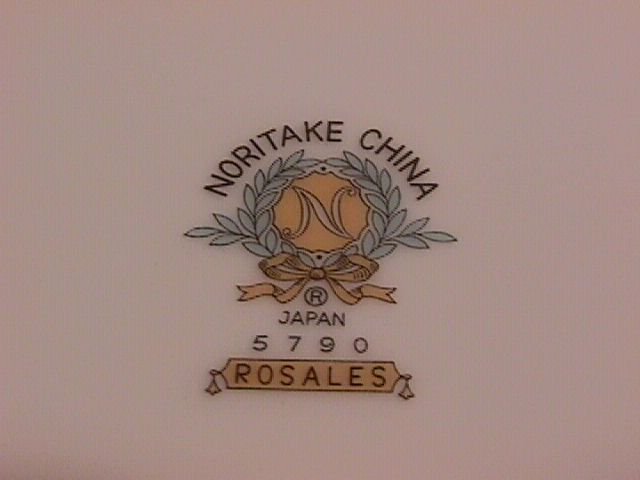 NORITAKE CHINA
N
®
JAPAN
5790
ROSALES